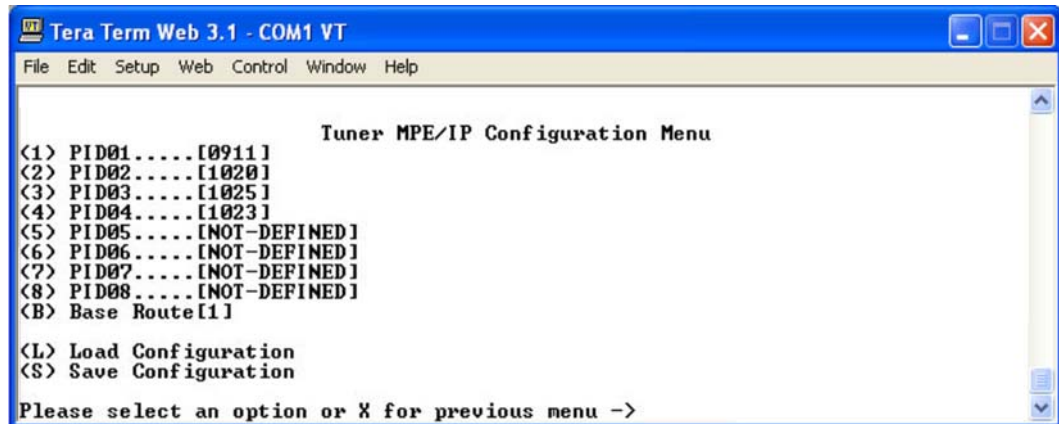 Tera Term Web 3.1 - COM1 VT
File Edit Setup Web Control Window Help
Tuner MPE/IP Configuration Menu
(1) PID01.....[0911]
(2) PID02.....[1020]
(3) PID03.....[1025]
(4) PID04.....[1023]
(5) PID05.....[NOT-DEFINED]
(6) PID06.....[NOT-DEFINED]
(7) PID07.....[NOT-DEFINED]
(8) PID08.....[NOT-DEFINED]
(B) Base Route[1]
(L) Load Configuration
(S) Save Configuration
Please select an option or X for previous menu ->